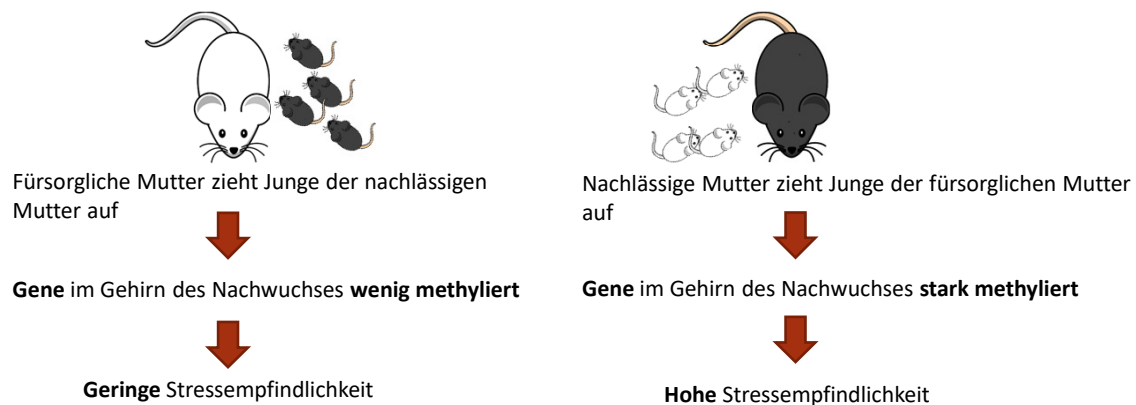 Fürsorgliche Mutter zieht Junge der nachlässigen
Mutter auf
Gene im Gehirn des Nachwuchses wenig methyliert
Geringe Stressempfindlichkeit
Nachlässige Mutter zieht Junge der fürsorglichen Mutter
auf
Gene im Gehirn des Nachwuchses stark methyliert
Hohe Stressempfindlichkeit